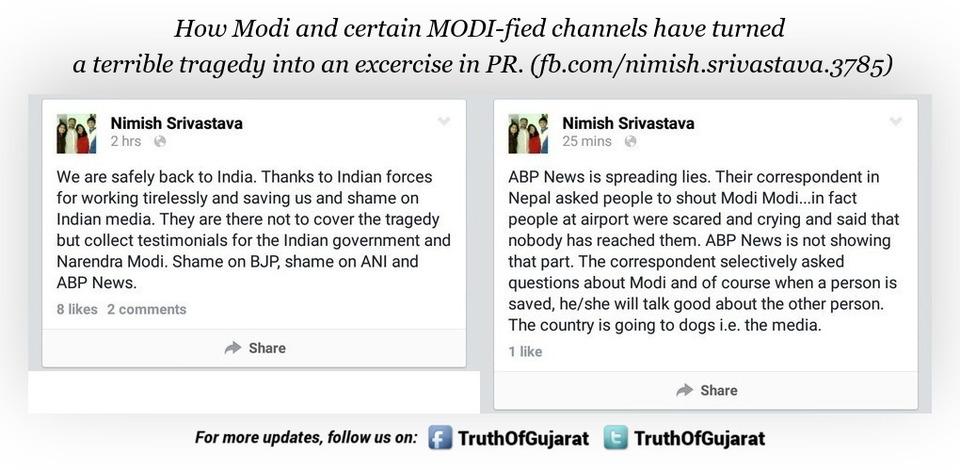 How Modi and certain MODI-fied channels have turned
a terrible tragedy into an excercise in PR. (fb.com/nimish.srivastava.3785)
Nimish Srivastava
2 hrs
We are safely back to India. Thanks to Indian forces
for working tirelessly and saving us and shame on
Indian media. They are there not to cover the tragedy
but collect testimonials for the Indian government and
Narendra Modi. Shame on BJP, shame on ANI and
ABP News.
8 likes 2 comments
Share
Nimish Srivastava
25 mins
ABP News is spreading lies. Their correspondent in
Nepal asked people to shout Modi Modi...in fact
people at airport were scared and crying and said that
nobody has reached them. ABP News is not showing
that part. The correspondent selectively asked
questions about Modi and of course when a person is
saved, he/she will talk good about the other person.
The country is going to dogs i.e. the media.
1 like
Share
For more updates, follow us on: f TruthOfGujarat t TruthOfGujarat